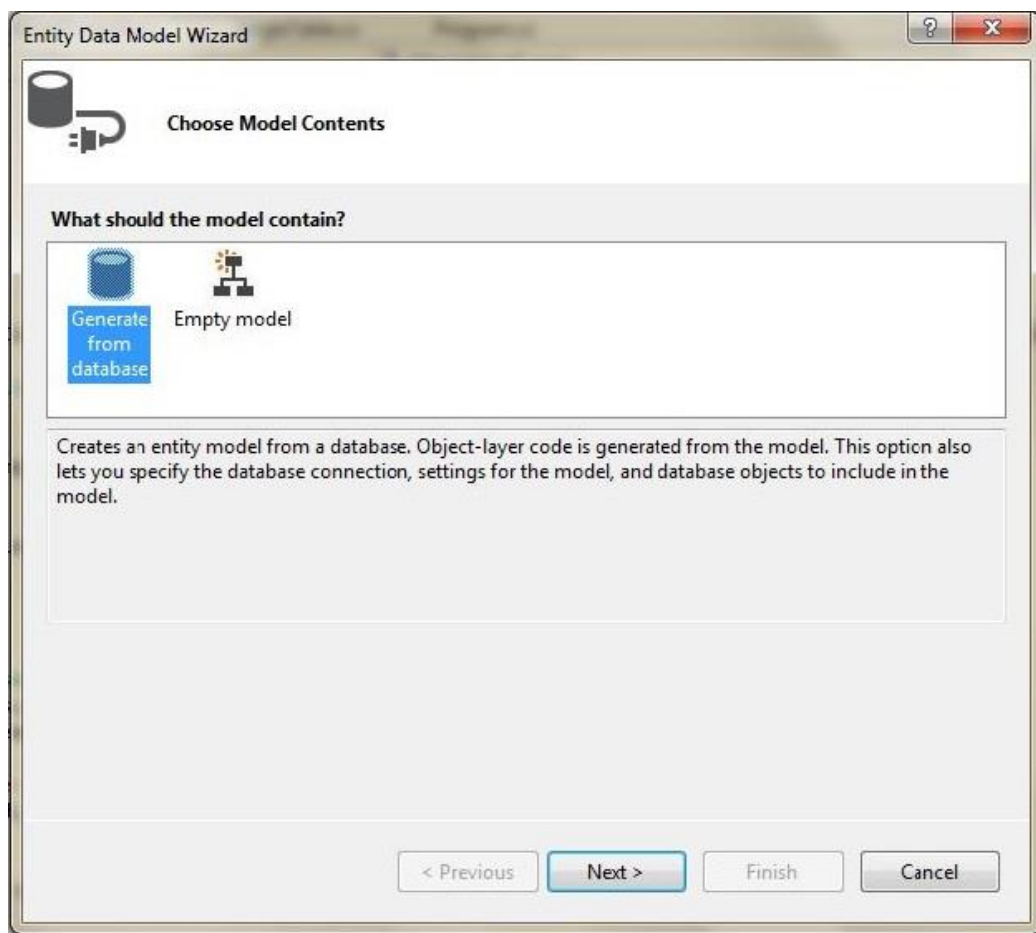 Entity Data Model Wizard
Choose Model Contents
What should the model contain?
Generate
from
database
Empty model
Creates an entity model from a database. Object-layer code is generated from the model. This option also
lets you specify the database connection, settings for the model, and database objects to include in the
model.
< Previous
Next >
Finish
Cancel